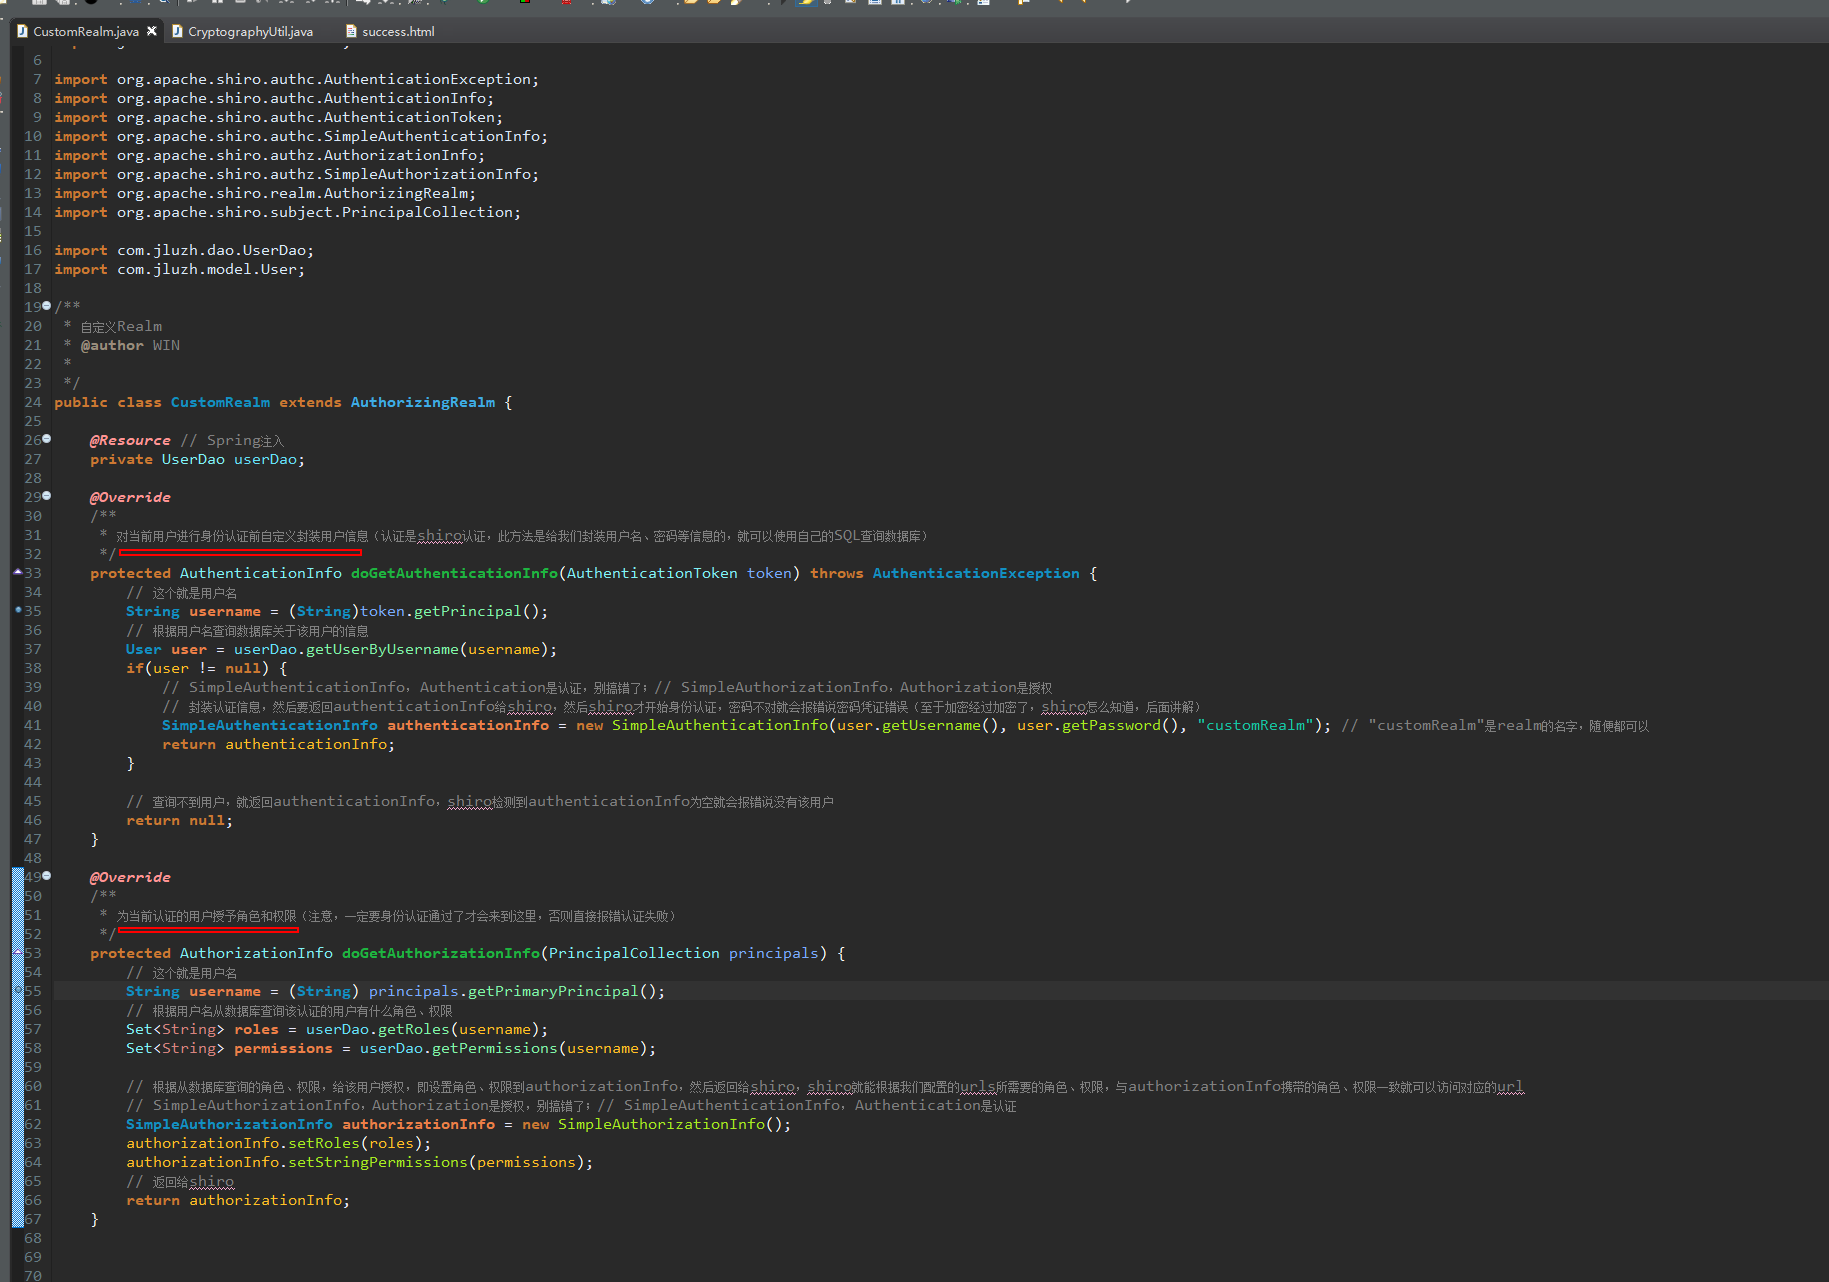 CustomRealm.java CryptographyUtil.java success.html
6
7 import org.apache.shiro.authc.AuthenticationException;
8 import org.apache.shiro.authc.AuthenticationInfo;
9 import org.apache.shiro.authc.AuthenticationToken;
10 import org.apache.shiro.authc.SimpleAuthenticationInfo;
11 import org.apache.shiro.authz.AuthorizationInfo;
12 import org.apache.shiro.authz.SimpleAuthorizationInfo;
13 import org.apache.shiro.realm.AuthorizingRealm;
14 import org.apache.shiro.subject.PrincipalCollection;
15
16 import com.jluzh.dao.UserDao;
17 import com.jluzh.model.User;
18
19 /**
20 * 自定义Realm
21 * @author WIN
22 *
23 */
24 public class CustomRealm extends AuthorizingRealm {
25
26 @Resource // Spring注入
27 private UserDao userDao;
28
29 @Override
30 /**
31 * 对当前用户进行身份认证前自定义封装用户信息（认证是shiro认证，此方法是给我们封装用户名、密码等信息的，就可以使用自己的SQL查询数据库）
32 */
33 protected AuthenticationInfo doGetAuthenticationInfo(AuthenticationToken token) throws AuthenticationException {
34 // 这个就是用户名
35 String username = (String)token.getPrincipal();
36 // 根据用户名查询数据库关于该用户的信息
37 User user = userDao.getUserByUsername(username);
38 if(user != null) {
39 // SimpleAuthenticationInfo，Authentication是认证，别搞错了；// SimpleAuthorizationInfo，Authorization是授权
40 // 封装认证信息，然后要返回authenticationInfo给shiro，然后shiro才开始身份认证，密码不对就会报错说密码凭证错误（至于加密经过加密了，shiro怎么知道，后面讲解）
41 SimpleAuthenticationInfo authenticationInfo = new SimpleAuthenticationInfo(user.getUsername(), user.getPassword(), "customRealm"); // "customRealm"是realm的名字，随便都可以
42 return authenticationInfo;
43 }
44
45 // 查询不到用户，就返回authenticationInfo，shiro检测到authenticationInfo为空就会报错说没有该用户
46 return null;
47 }
48
49 @Override
50 /**
51 * 为当前认证的用户授予角色和权限（注意，一定要身份认证通过了才会来到这里，否则直接报错认证失败）
52 */
53 protected AuthorizationInfo doGetAuthorizationInfo(PrincipalCollection principals) {
54 // 这个就是用户名
55 String username = (String) principals.getPrimaryPrincipal();
56 // 根据用户名从数据库查询该认证的用户有什么角色、权限
57 Set<String> roles = userDao.getRoles(username);
58 Set<String> permissions = userDao.getPermissions(username);
59
60 // 根据从数据库查询的角色、权限，给该用户授权，即设置角色、权限到authorizationInfo，然后返回给shiro，shiro就能根据我们配置的urls所需要的角色、权限，与authorizationInfo携带的角色、权限一致就可以访问对应的url
61 // SimpleAuthorizationInfo，Authorization是授权，别搞错了；// SimpleAuthenticationInfo，Authentication是认证
62 SimpleAuthorizationInfo authorizationInfo = new SimpleAuthorizationInfo();
63 authorizationInfo.setRoles(roles);
64 authorizationInfo.setStringPermissions(permissions);
65 // 返回给shiro
66 return authorizationInfo;
67 }
68
69
70